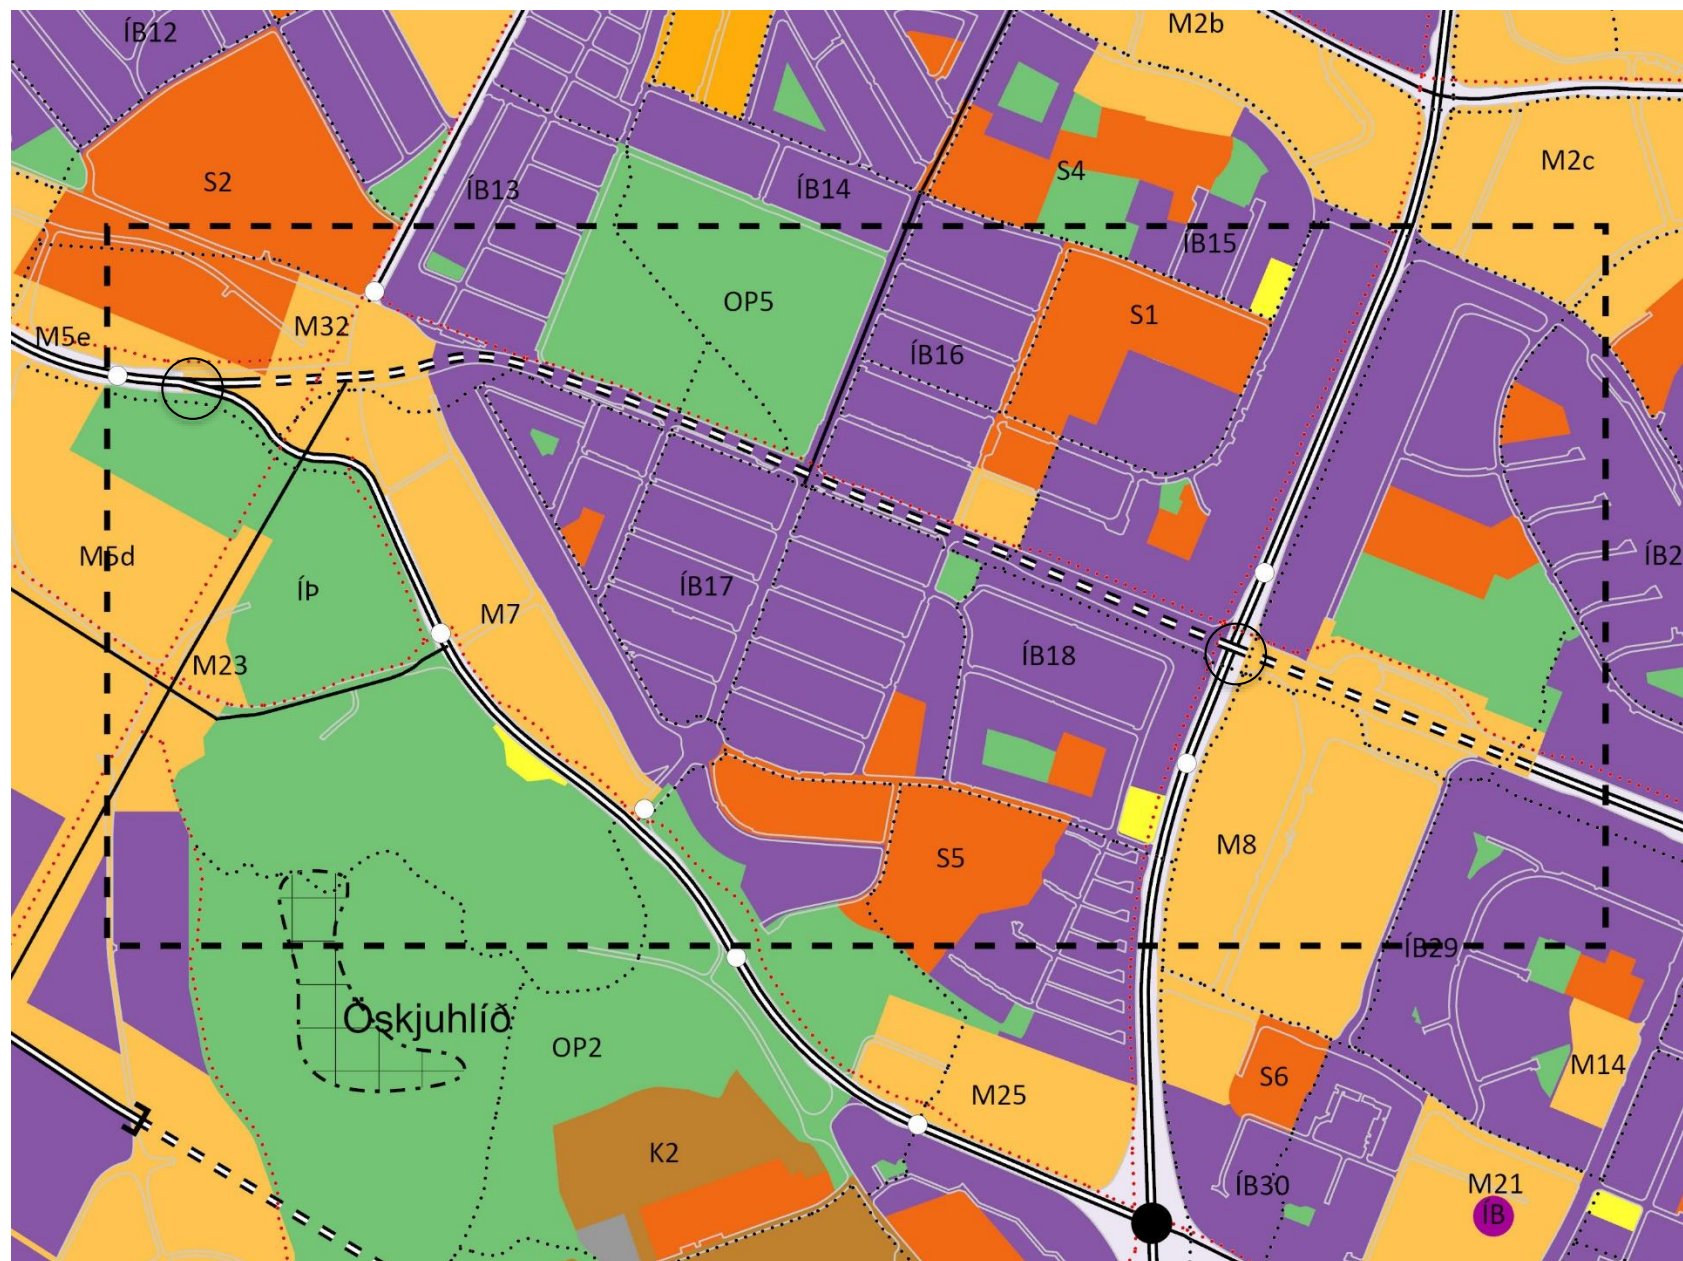 ÍB12
M2b
M2c
S2
ÍB13
ÍB14
S4
ÍB15
M5e
M32
OP5
S1
ÍB16
M5d
ÍÞ
M7
ÍB17
ÍB18
ÍB2
M23
M8
S5
ÍB29
Öskjuhlíð
OP2
M25
S6
M14
K2
ÍB30
M21
ÍB